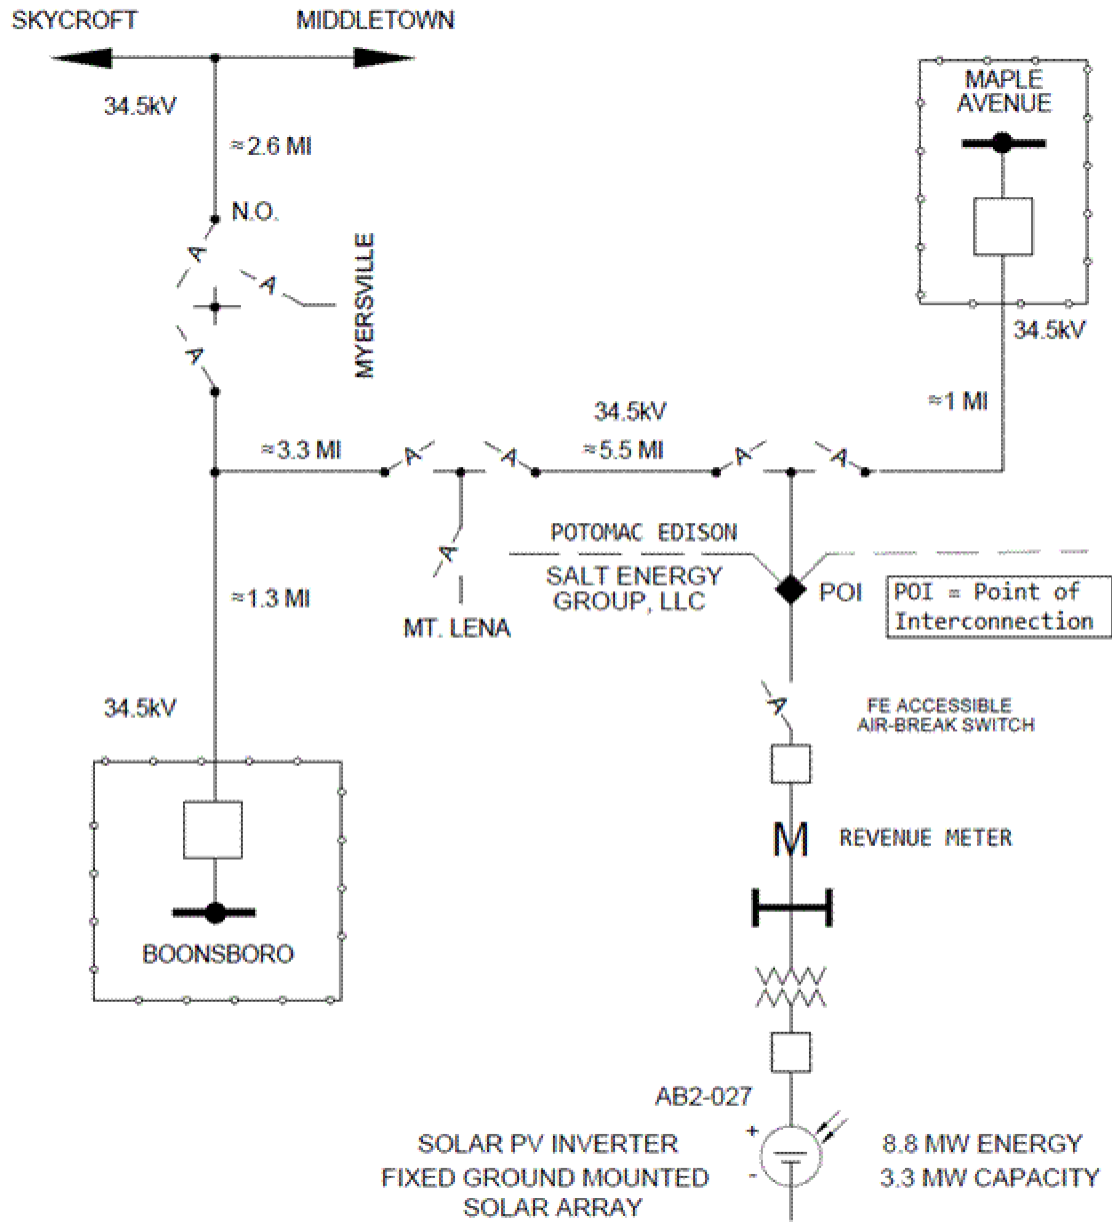 SKYCROFT
MIDDLETOWN
34.5kV
≈2.6 MI
N.O.
A
A
A
MYERSVILLE
MAPLE
AVENUE
34.5kV
≈1 MI
34.5kV
≈3.3 MI
A
A
≈5.5 MI
A
A
A
MT. LENA
POTOMAC EDISON
SALT ENERGY
GROUP, LLC
POI
POI = Point of
Interconnection
≈1.3 MI
34.5kV
BOONSBORO
A
FE ACCESSIBLE
AIR-BREAK SWITCH
M
REVENUE METER
AB2-027
+
-
SOLAR PV INVERTER
FIXED GROUND MOUNTED
SOLAR ARRAY
8.8 MW ENERGY
3.3 MW CAPACITY